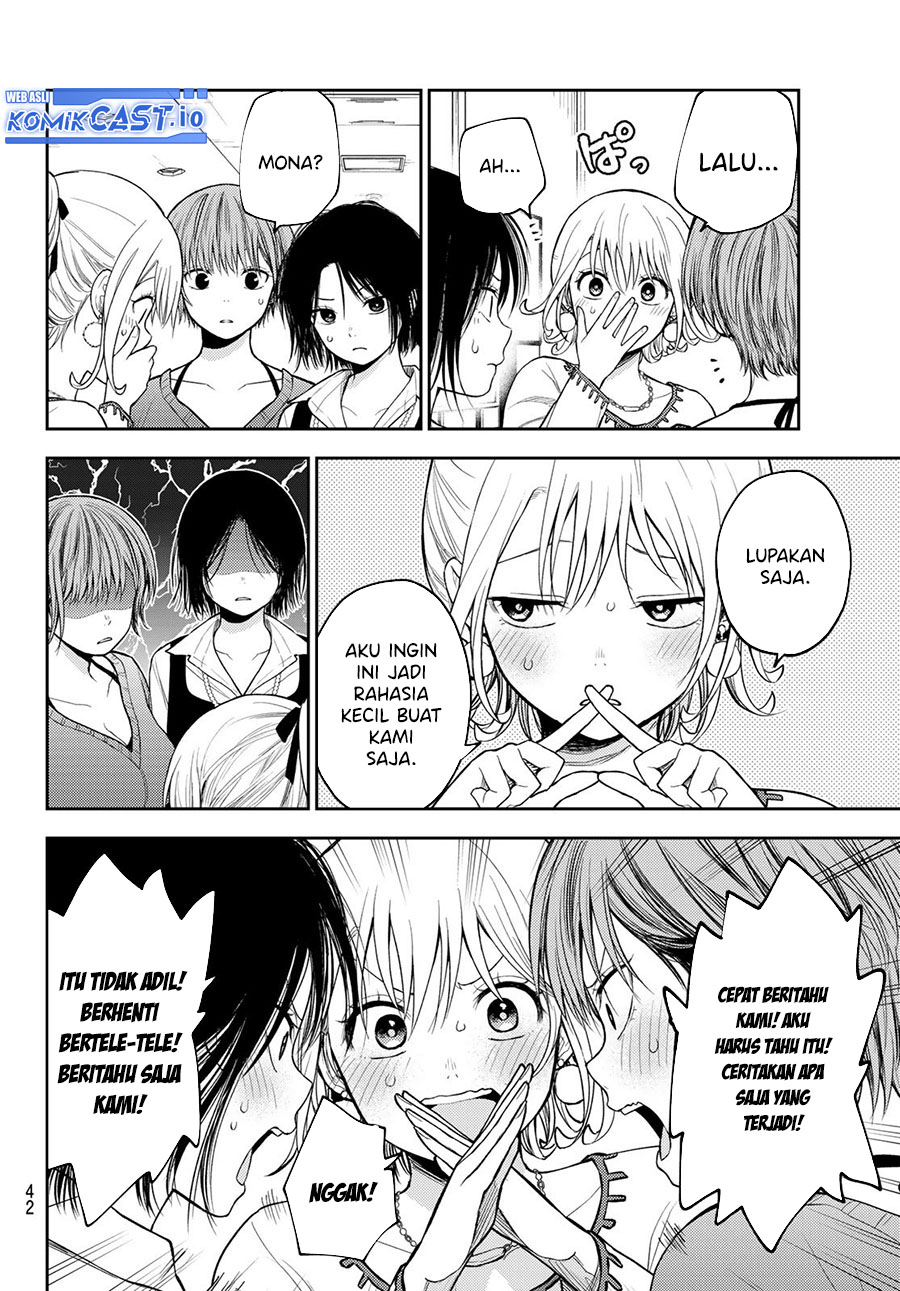 WEB ASLI
KOMIKCAST.iO
LALU...
ぱっ
AH...
MONA?
LUPAKAN
SAJA.
AKU INGIN
INI JADI
RAHASIA
KECIL BUAT
KAMI
SAJA.
CEPAT BERITAHU
KAMI! AKU
HARUS TAHU ITU!
CERITAKAN APA
SAJA YANG
TERJADI!
NGGAK!
ITU TIDAK ADIL!
BERHENTI
BERTELE-TELE!
BERITAHU SAJA
KAMI!
42